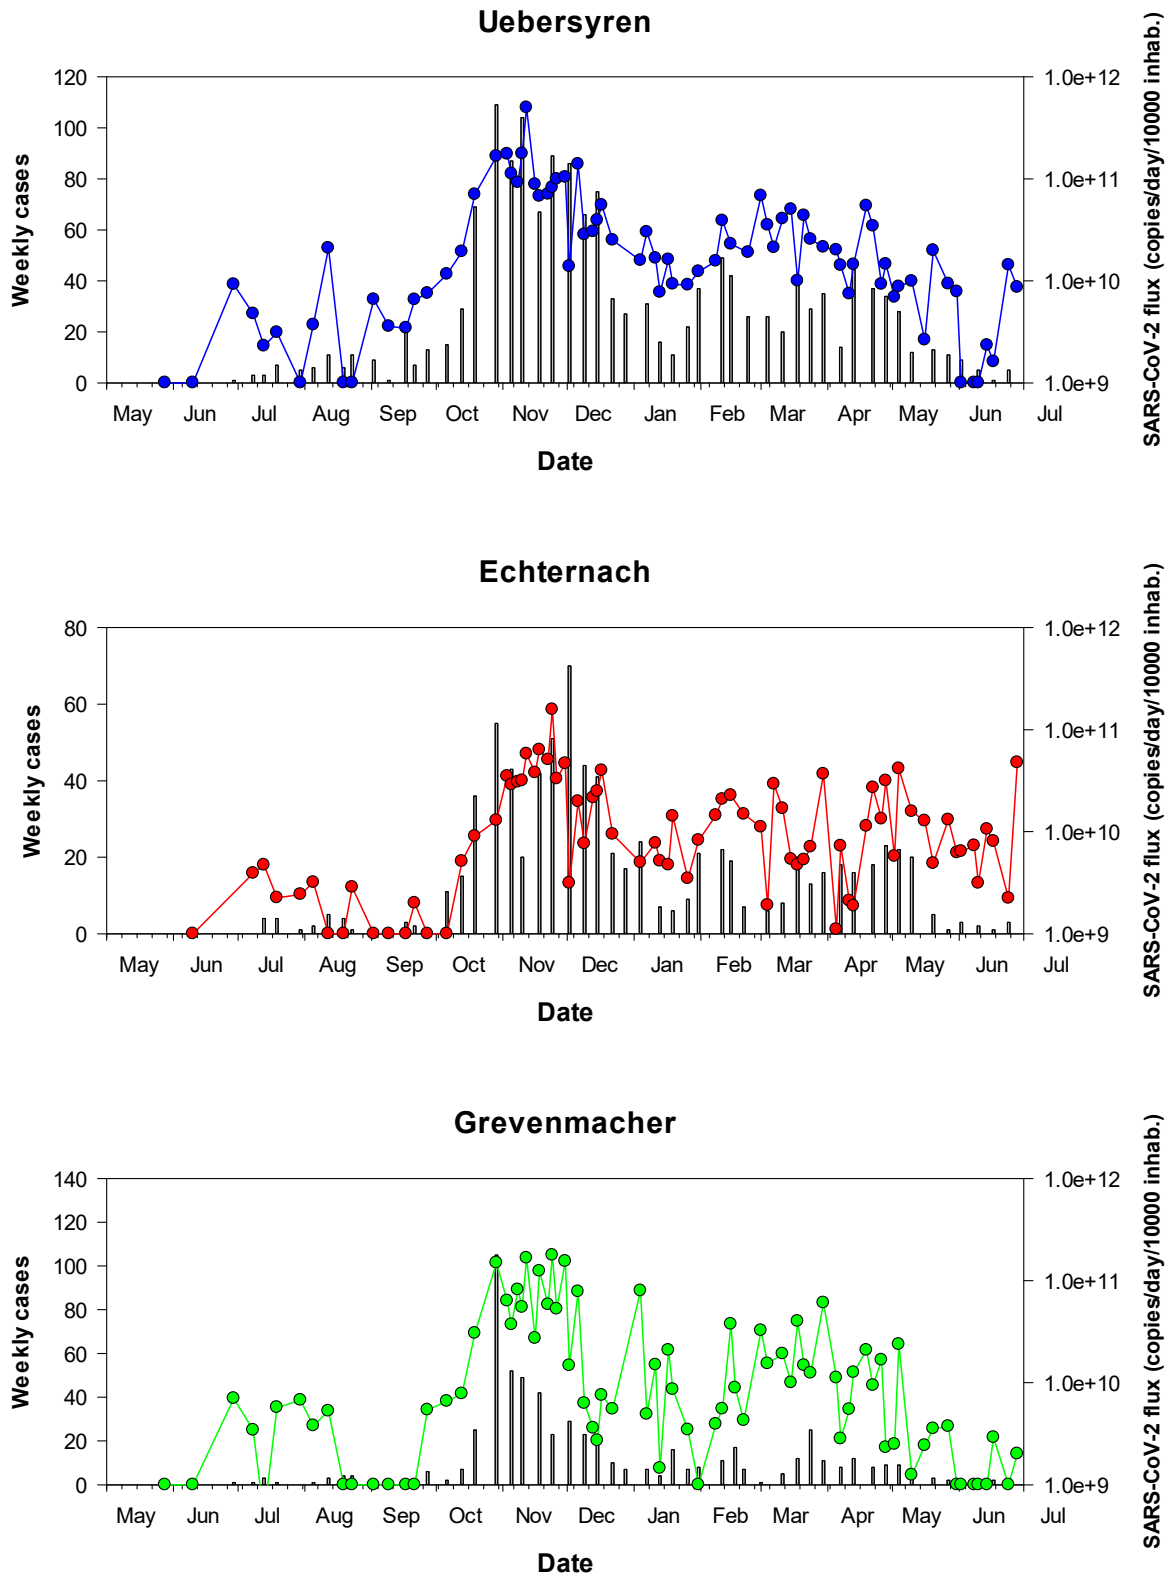 Uebersyren
120
100
80
60
40
20
0
Weekly cases
1.0e+12
1.0e+11
1.0e+10
1.0e+9
SARS-CoV-2 flux (copies/day/10000 inhab.)
May Jun Jul Aug Sep Oct Nov Dec Jan Feb Mar Apr May Jun Jul
Date
Echternach
80
60
40
20
0
Weekly cases
1.0e+12
1.0e+11
1.0e+10
1.0e+9
SARS-CoV-2 flux (copies/day/10000 inhab.)
May Jun Jul Aug Sep Oct Nov Dec Jan Feb Mar Apr May Jun Jul
Date
Grevenmacher
140
120
100
80
60
40
20
0
Weekly cases
1.0e+12
1.0e+11
1.0e+10
1.0e+9
SARS-CoV-2 flux (copies/day/10000 inhab.)
May Jun Jul Aug Sep Oct Nov Dec Jan Feb Mar Apr May Jun Jul
Date